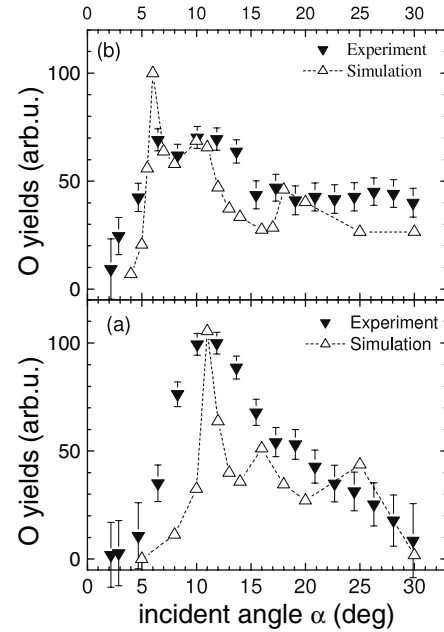 0 5 10 15 20 25 30
(b)
Experiment
Simulation
100
50
0
O yields (arb.u.)
(a)
Experiment
Simulation
100
50
0
O yields (arb.u.)
0 5 10 15 20 25 30
incident angle α (deg)